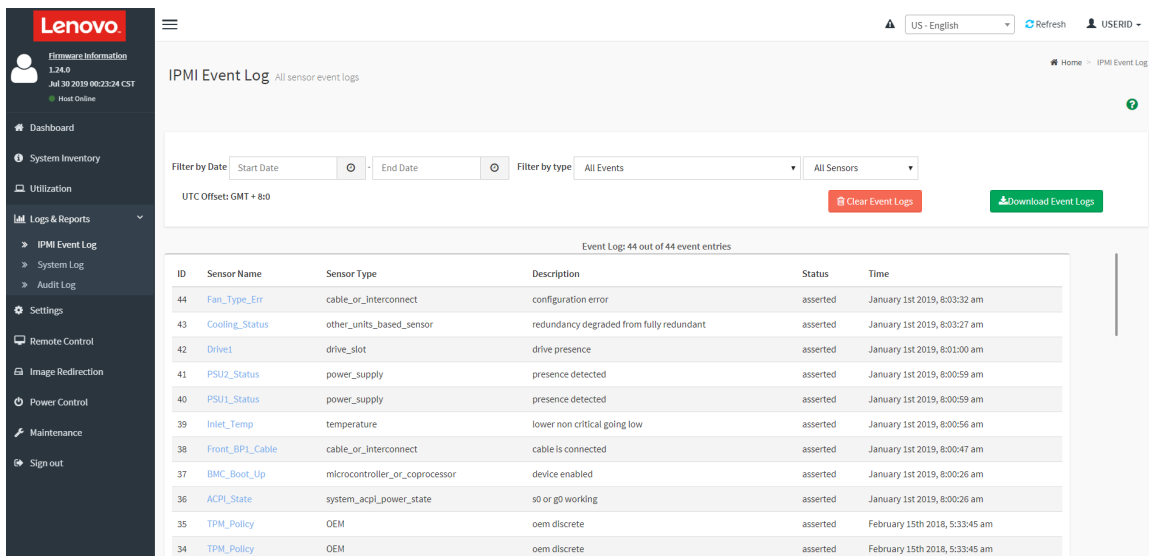 Lenovo.
US - English
Refresh
USERID
Firmware Information
1.24.0
Jul 30 2019 00:23:24 CST
Host Online
IPMI Event Log All sensor event logs
Home > IPMI Event Log
Dashboard
System Inventory
Utilization
Logs & Reports
IPMI Event Log
System Log
Audit Log
Settings
Remote Control
Image Redirection
Power Control
Maintenance
Sign out
Filter by Date Start Date - End Date Filter by type All Events All Sensors
UTC Offset: GMT + 8:0
Clear Event Logs
Download Event Logs
Event Log: 44 out of 44 event entries
ID Sensor Name Sensor Type Description Status Time
44 Fan_Type_Err cable_or_interconnect configuration error asserted January 1st 2019, 8:03:32 am
43 Cooling_Status other_units_based_sensor redundancy degraded from fully redundant asserted January 1st 2019, 8:03:27 am
42 Drive1 drive_slot drive presence asserted January 1st 2019, 8:01:00 am
41 PSU2_Status power_supply presence detected asserted January 1st 2019, 8:00:59 am
40 PSU1_Status power_supply presence detected asserted January 1st 2019, 8:00:59 am
39 Inlet_Temp temperature lower non critical going low asserted January 1st 2019, 8:00:56 am
38 Front_BP1_Cable cable_or_interconnect cable is connected asserted January 1st 2019, 8:00:47 am
37 BMC_Boot_Up microcontroller_or_coprocessor device enabled asserted January 1st 2019, 8:00:26 am
36 ACPI_State system_acpi_power_state s0 or g0 working asserted January 1st 2019, 8:00:26 am
35 TPM_Policy OEM oem discrete asserted February 15th 2018, 5:33:45 am
34 TPM_Policy OEM oem discrete asserted February 15th 2018, 5:33:45 am